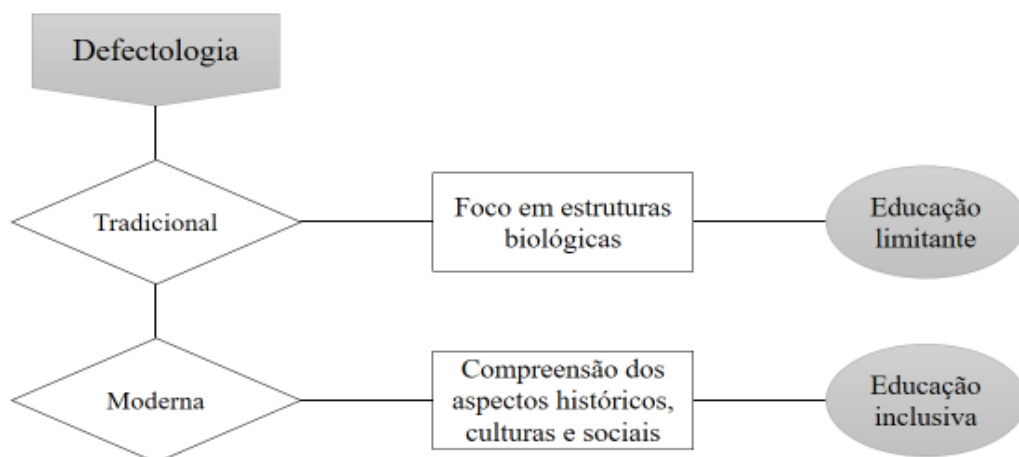 Defectologia
Tradicional
Foco em estruturas
biológicas
Educação
limitante
Moderna
Compreensão dos
aspectos históricos,
culturas e sociais
Educação
inclusiva